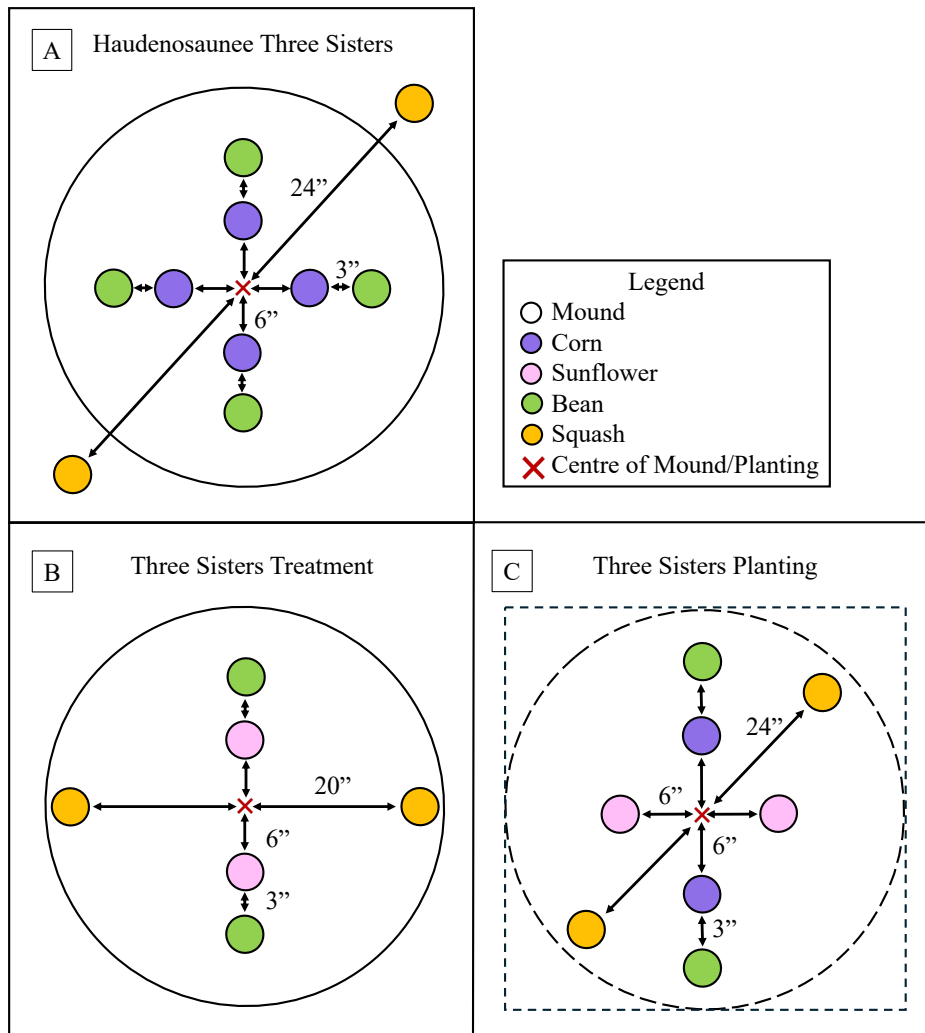 A
Haudenosaunee Three Sisters
24”
3”
6”
Legend
Mound
Corn
Sunflower
Bean
Squash
Centre of Mound/Planting
B
Three Sisters Treatment
20”
6”
3”
C
Three Sisters Planting
24”
6”
6”
3”